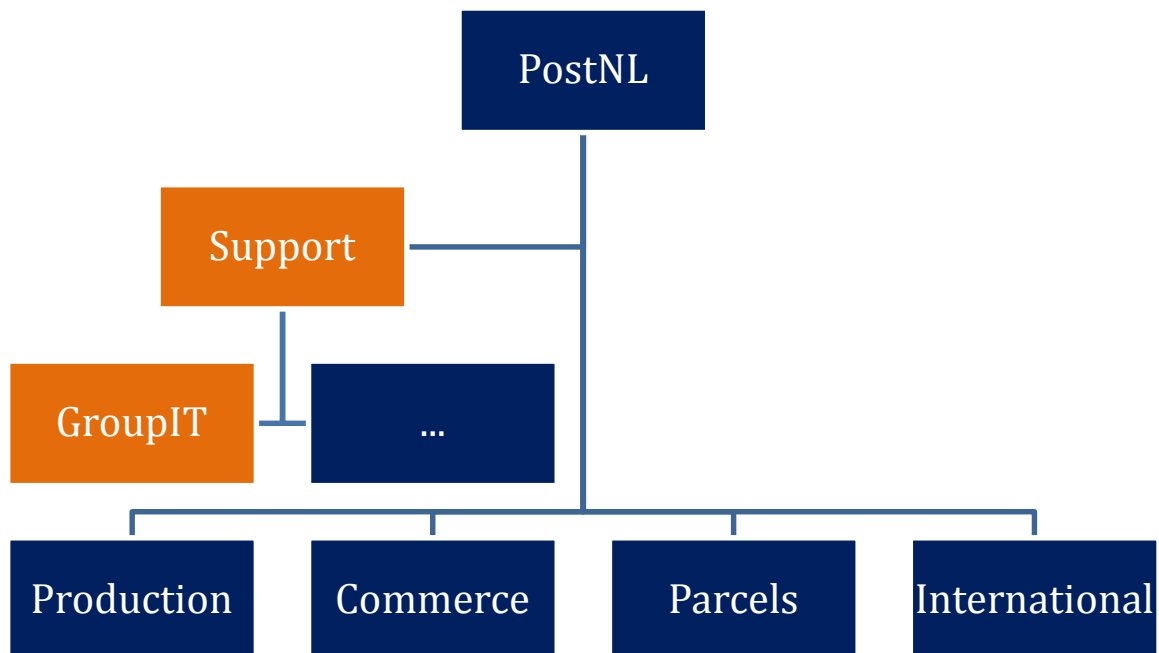 PostNL
Support
GroupIT
...
Production
Commerce
Parcels
International